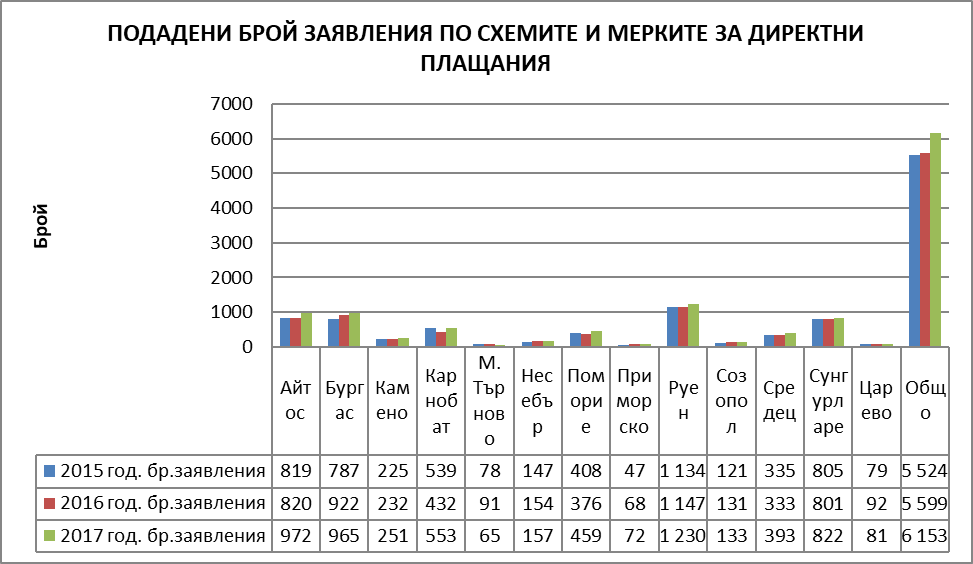 ПОДАДЕНИ БРОЙ ЗАЯВЛЕНИЯ ПО СХЕМИТЕ И МЕРКИТЕ ЗА ДИРЕКТНИ
ПЛАЩАНИЯ
Брой
7000
6000
5000
4000
3000
2000
1000
0
Айт
ос
Бург
ас
Кам
ено
Кар
ноб
ат
М.
Тър
нов
о
Нес
ебъ
р
Пом
ори
е
При
мор
ско
Руе
н
Соз
опо
л
Сре
дец
Сунг
урл
аре
Цар
ево
Общ
о
2015 год. бр.заявления 819 787 225 539 78 147 408 47 1 134 121 335 805 79 5 524
2016 год. бр.заявления 820 922 232 432 91 154 376 68 1 147 131 333 801 92 5 599
2017 год. бр.заявления 972 965 251 553 65 157 459 72 1 230 133 393 822 81 6 153